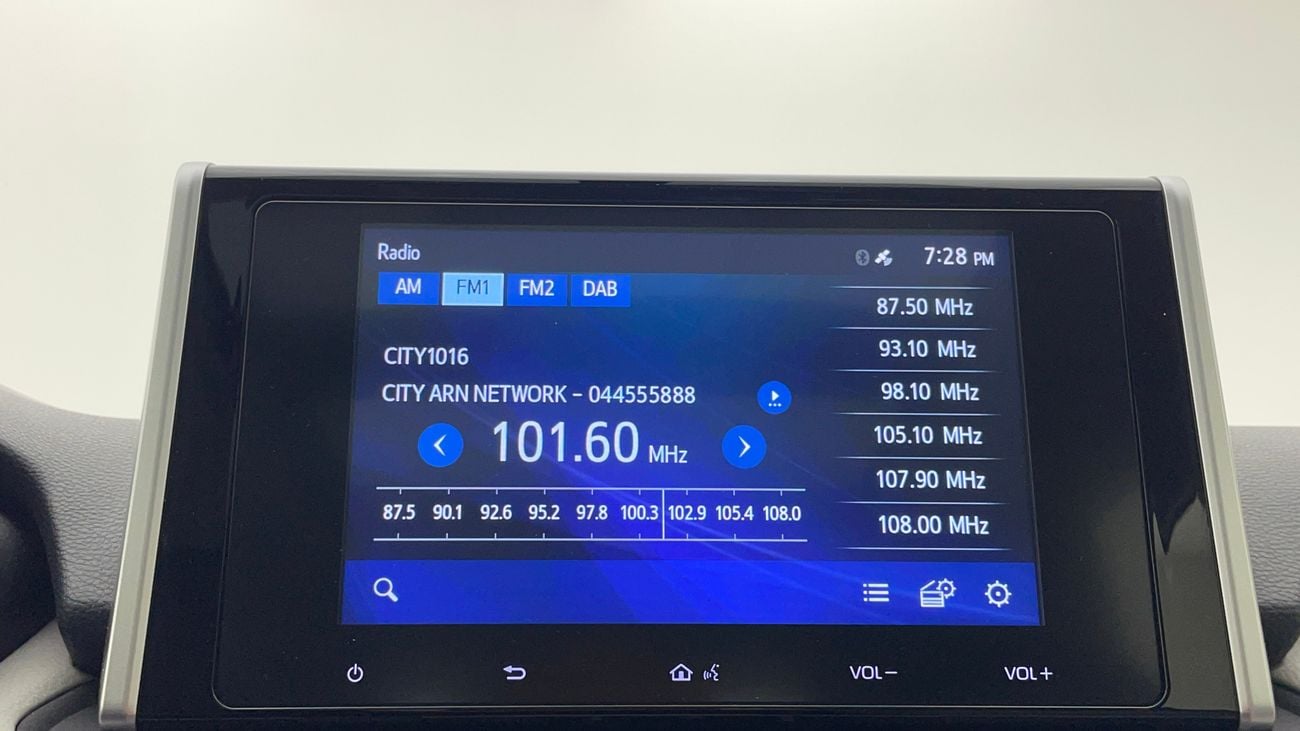 Radio
7:28 PM
AM FM1 FM2 DAB
CITY1016
CITY ARN NETWORK - 044555888
101.60 MHz
87.5 90.1 92.6 95.2 97.8 100.3 102.9 105.4 108.0
87.50 MHz
93.10 MHz
98.10 MHz
105.10 MHz
107.90 MHz
108.00 MHz
VOL- VOL+